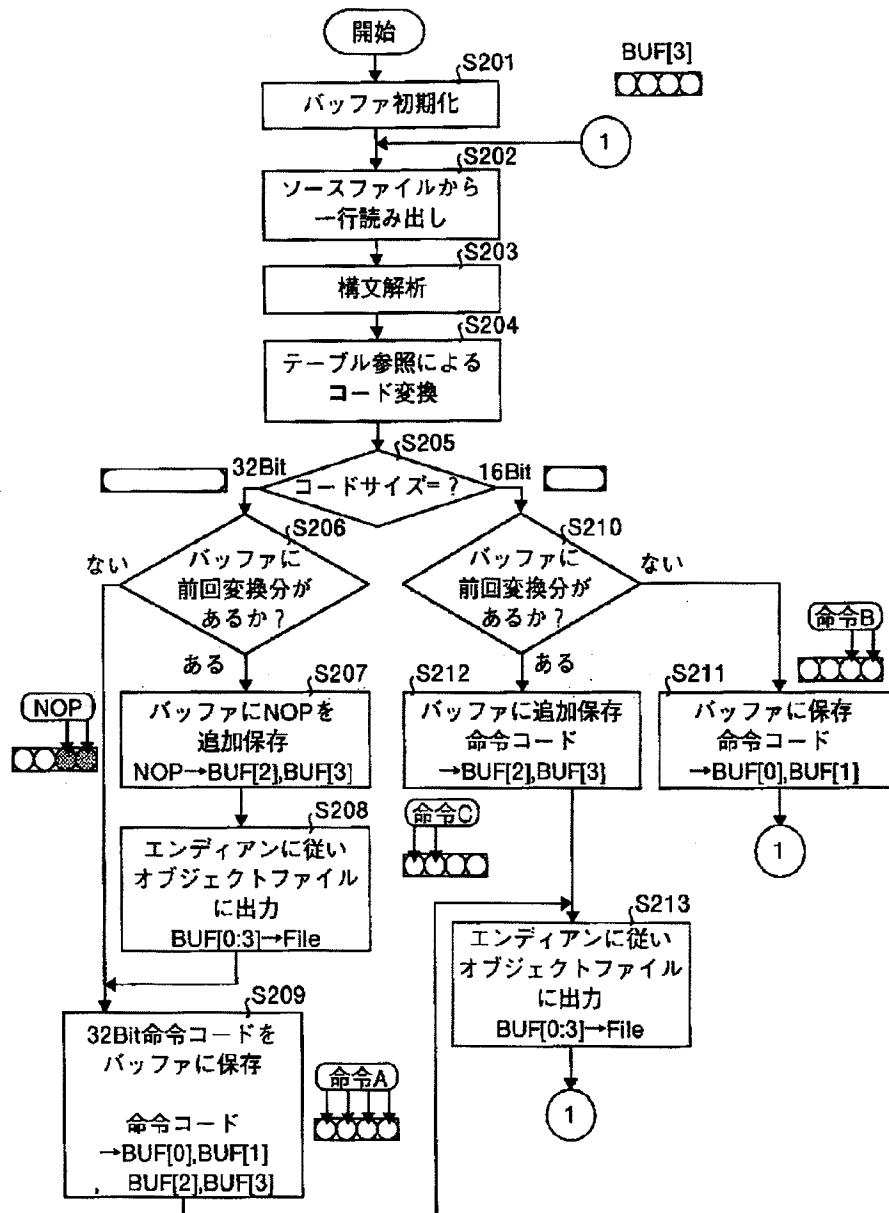 開始
S201
BUF[3]
バッファ初期化
1
S202
ソースファイルから
一行読み出し
S203
構文解析
S204
テーブル参照による
コード変換
S205
32Bit
コードサイズ=?
16Bit
S206
S210
ない
バッファに
前回変換分が
あるか?
バッファに
前回変換分が
あるか?
ない
命令B
ある
ある
S207
S212
S211
NOP
バッファにNOPを
追加保存
NOP→BUF[2],BUF[3]
バッファに追加保存
命令コード
→BUF[2],BUF[3]
バッファに保存
命令コード
→BUF[0],BUF[1]
S208
命令C
1
エンディアンに従い
オブジェクトファイル
に出力
BUF[0:3]→File
S213
エンディアンに従い
オブジェクトファイル
に出力
BUF[0:3]→File
S209
32Bit命令コードを
バッファに保存
命令コード
→BUF[0],BUF[1]
, BUF[2],BUF[3]
命令A
1